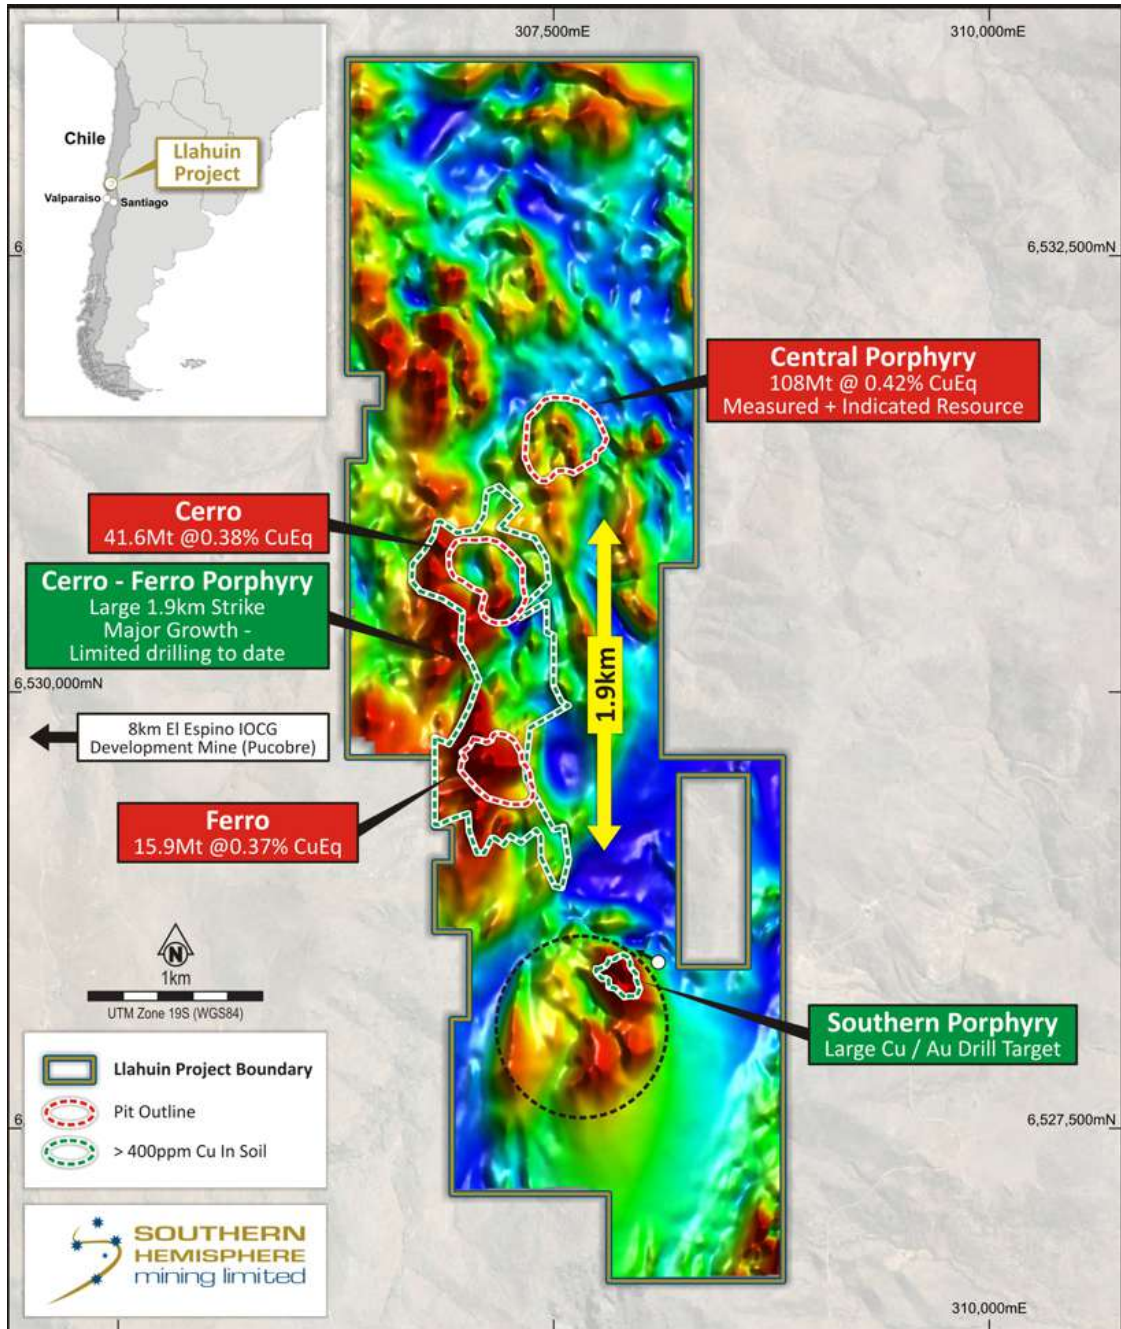 307,500mE
310,000mE
Chile
Llahuin
Project
Valparaiso
Santiago
6,
6,532,500mN
Central Porphyry
108Mt @ 0.42% CuEq
Measured + Indicated Resource
Cerro
41.6Mt @0.38% CuEq
Cerro - Ferro Porphyry
Large 1.9km Strike
Major Growth -
Limited drilling to date
1.9km
6,530,000mN
8km El Espino IOCG
Development Mine (Pucobre)
Ferro
15.9Mt @0.37% CuEq
N
1km
UTM Zone 19S (WGS84)
Southern Porphyry
Large Cu / Au Drill Target
Llahuin Project Boundary
Pit Outline
> 400ppm Cu In Soil
6,
6,527,500mN
SOUTHERN
HEMISPHERE
mining limited
310,000mE